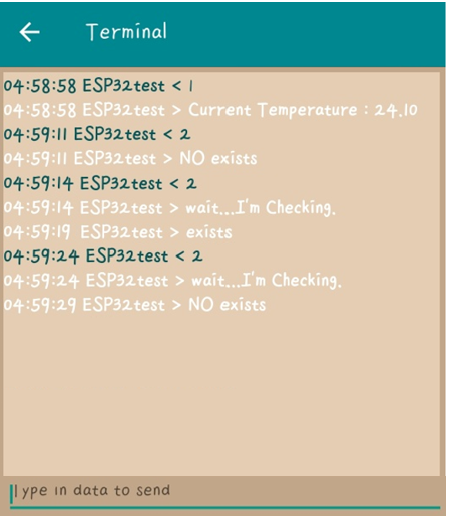 Terminal
04:58:58 ESP32test < 1
04:58:58 ESP32test > Current Temperature : 24.10
04:59:11 ESP32test < 2
04:59:11 ESP32test > NO exists
04:59:14 ESP32test < 2
04:59:14 ESP32test > wait...I'm Checking.
04:59:19 ESP32test > exists
04:59:24 ESP32test < 2
04:59:24 ESP32test > wait...I'm Checking.
04:59:29 ESP32test > NO exists
Type in data to send